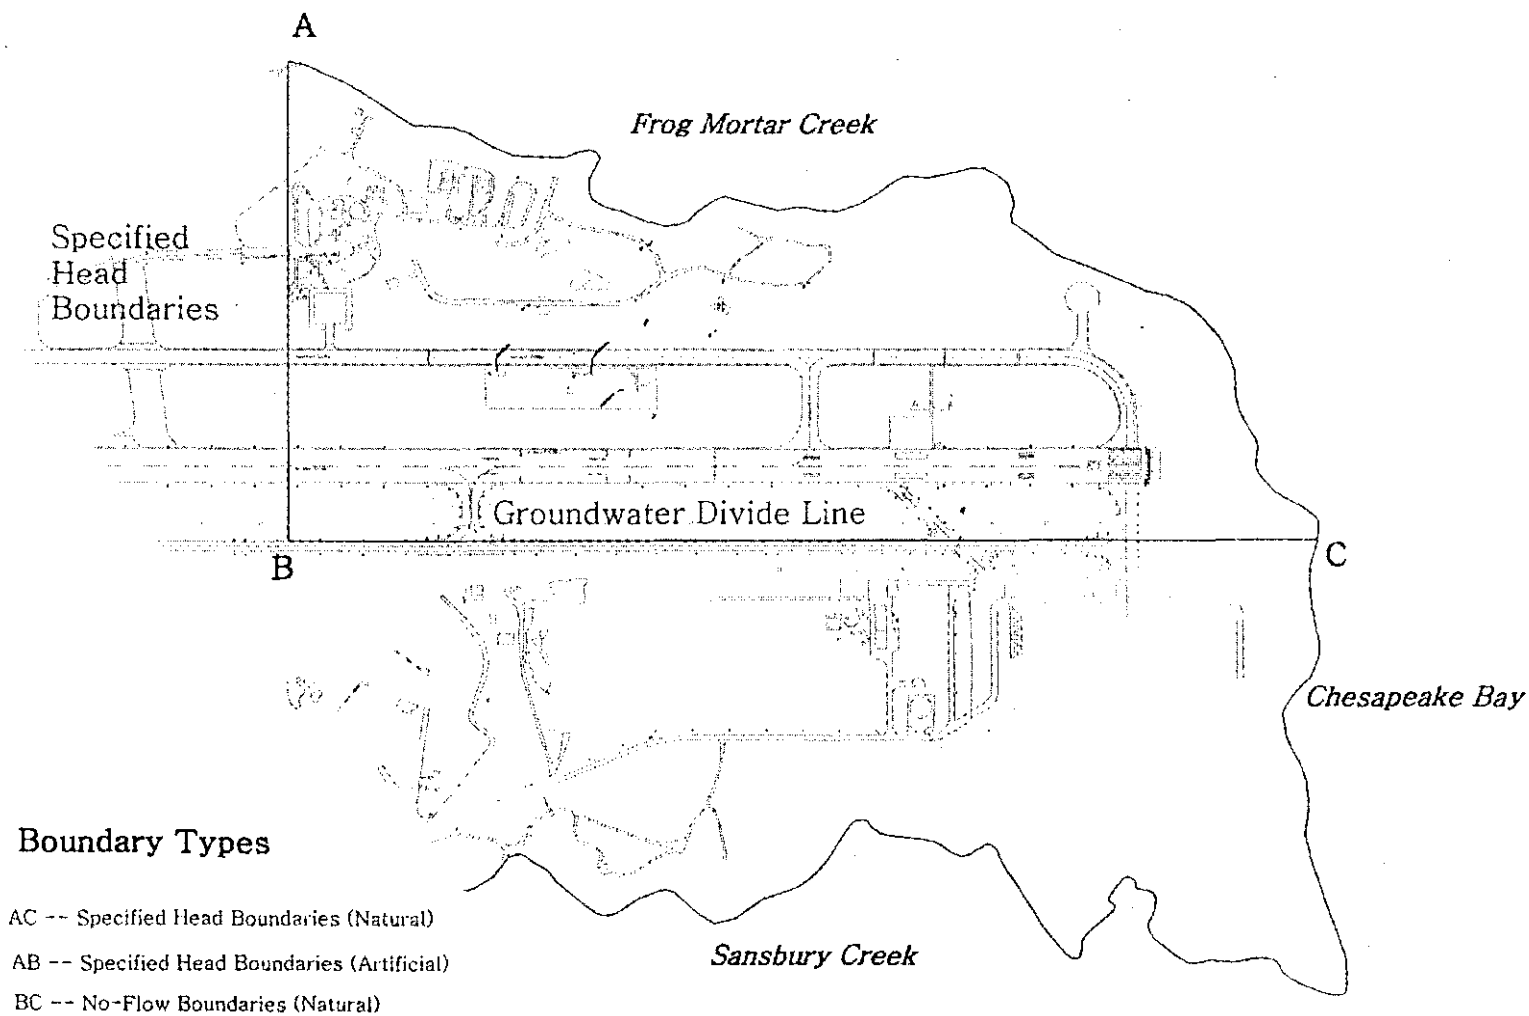 A
Frog Mortar Creek
Specified
Head
Boundaries
Groundwater Divide Line
B
C
Chesapeake Bay
Boundary Types
AC -- Specified Head Boundaries (Natural)
AB -- Specified Head Boundaries (Artificial)
BC -- No-Flow Boundaries (Natural)
Sansbury Creek